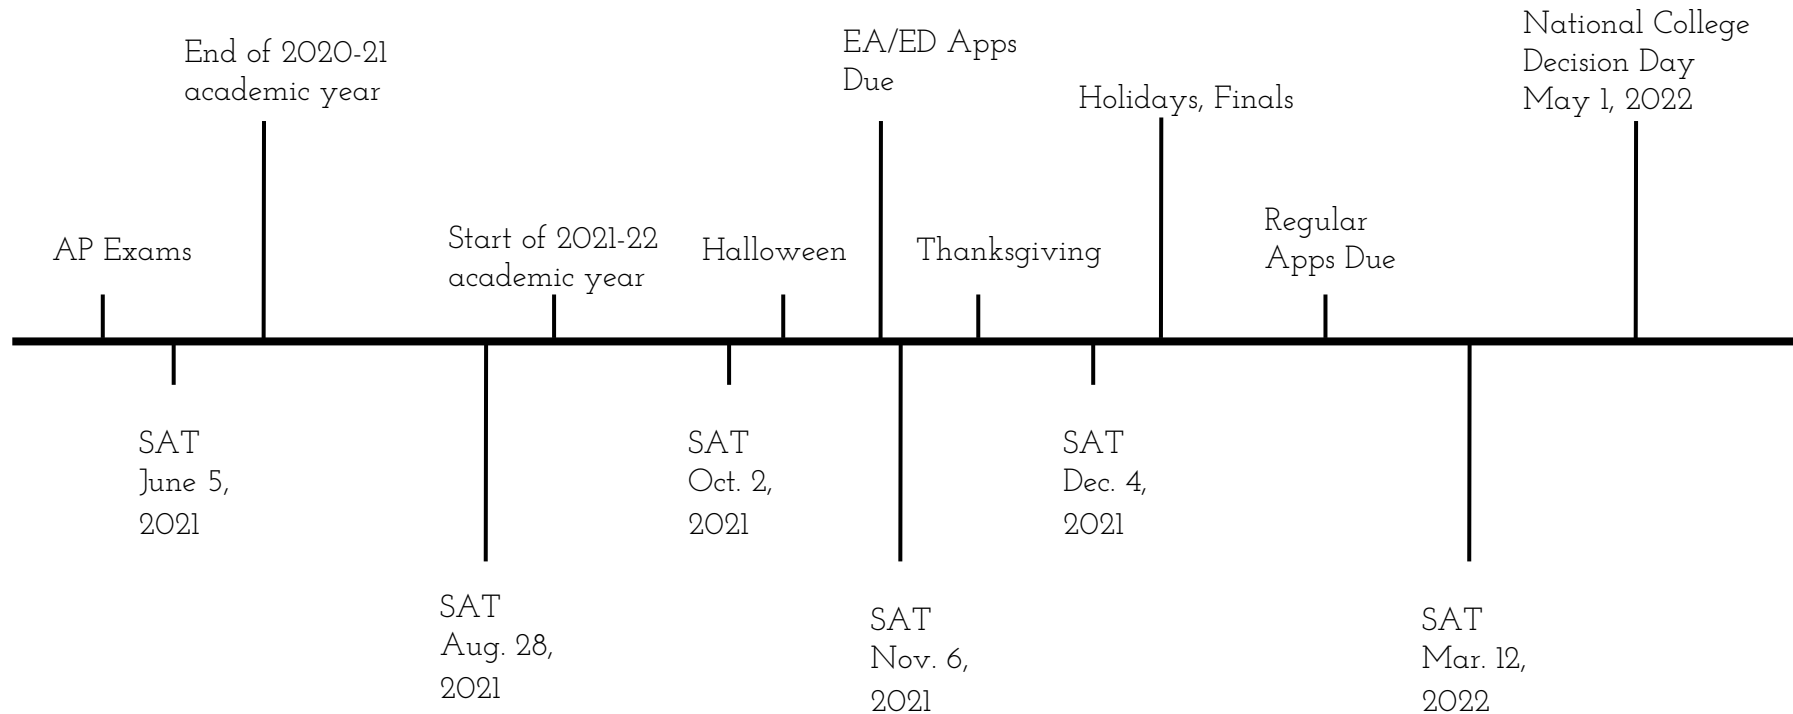 End of 2020-21
academic year
EA/ED Apps
Due
Holidays, Finals
National College
Decision Day
May 1, 2022
AP Exams
Start of 2021-22
academic year
Halloween
Thanksgiving
Regular
Apps Due
SAT
June 5,
2021
SAT
Aug. 28,
2021
SAT
Oct. 2,
2021
SAT
Nov. 6,
2021
SAT
Dec. 4,
2021
SAT
Mar. 12,
2022